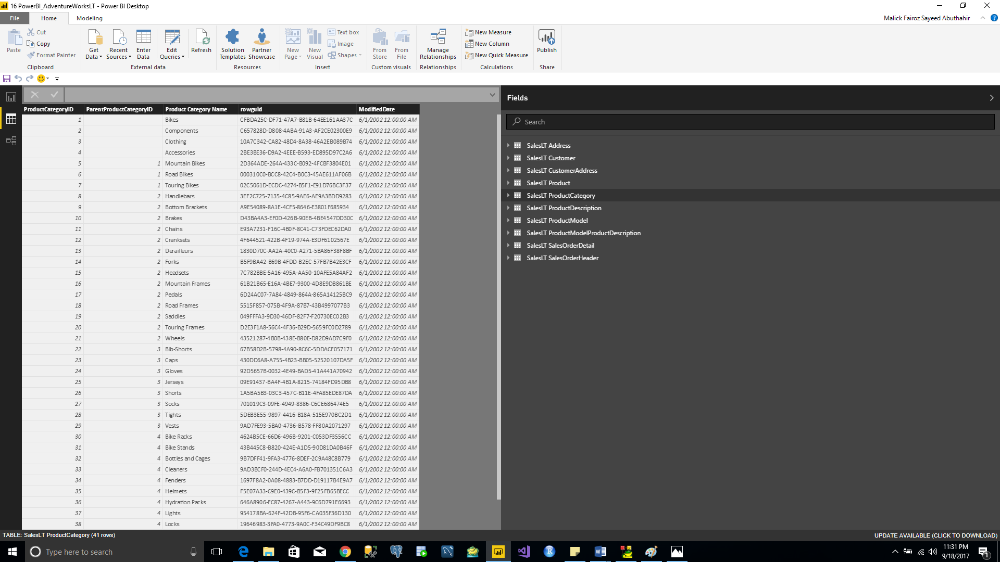 16 PowerBI_AdventureWorksLT - Power BI Desktop
File Home Modeling
Malick Fairoz Sayeed Abuthahir
Paste
Cut
Copy
Format Painter
Clipboard
Get Data
Recent Sources
Enter Data
Edit Queries
Refresh
External data
Solution Templates
Partner Showcase
Resources
New Page
New Visual
Text box
Image
Shapes
Insert
From Store
From File
Custom visuals
Manage Relationships
Relationships
New Measure
New Column
New Quick Measure
Calculations
Publish
Share
ProductCategoryID ParentProductCategoryID Product Category Name rowguid ModifiedDate
1 Bikes CFBDA25C-DF71-47A7-B81B-64EE161AA37C 6/1/2002 12:00:00 AM
2 Components C657828D-D808-4ABA-91A3-AF2CE02300E9 6/1/2002 12:00:00 AM
3 Clothing 10A7C342-CA82-48D4-8A38-46A2EB089B74 6/1/2002 12:00:00 AM
4 Accessories 2BE3BE36-D9A2-4EEE-B593-ED895D97C2A6 6/1/2002 12:00:00 AM
5 1 Mountain Bikes 2D364ADE-264A-433C-B092-4FCBF3804E01 6/1/2002 12:00:00 AM
6 1 Road Bikes 000310C0-BCC8-42C4-B0C3-45AE611AF06B 6/1/2002 12:00:00 AM
7 1 Touring Bikes 02C5061D-ECDC-4274-B5F1-E91D76BC3F37 6/1/2002 12:00:00 AM
8 2 Handlebars 3EF2C725-7135-4C85-9AE6-AE9A3BDD9283 6/1/2002 12:00:00 AM
9 2 Bottom Brackets A9E54089-8A1E-4CF5-8646-E3801F685934 6/1/2002 12:00:00 AM
10 2 Brakes D43BA4A3-EF0D-426B-90EB-4BE4547DD30C 6/1/2002 12:00:00 AM
11 2 Chains E93A7231-F16C-4B0F-8C41-C73FDEC62DA0 6/1/2002 12:00:00 AM
12 2 Cranksets 4F644521-422B-4F19-974A-E3DF6102567E 6/1/2002 12:00:00 AM
13 2 Derailleurs 1830D70C-AA2A-40C0-A271-5BA86F38F8BF 6/1/2002 12:00:00 AM
14 2 Forks B5F9BA42-B69B-4FDD-B2EC-57FB7B42E3CF 6/1/2002 12:00:00 AM
15 2 Headsets 7C782BBE-5A16-495A-AA50-10AFE5A84AF2 6/1/2002 12:00:00 AM
16 2 Mountain Frames 61B21B65-E16A-4BE7-9300-4D8E9DB861BE 6/1/2002 12:00:00 AM
17 2 Pedals 6D24AC07-7A84-4849-864A-865A14125BC9 6/1/2002 12:00:00 AM
18 2 Road Frames 5515F857-075B-4F9A-87B7-43B4997077B3 6/1/2002 12:00:00 AM
19 2 Saddles 049FFFA3-9D30-46DF-82F7-F20730EC02B3 6/1/2002 12:00:00 AM
20 2 Touring Frames D2E3F1A8-56C4-4F36-B29D-5659FC0D2789 6/1/2002 12:00:00 AM
21 2 Wheels 43521287-4B0B-438E-B80E-D82D9AD7C9F0 6/1/2002 12:00:00 AM
22 3 Bib-Shorts 67B58D2B-5798-4A90-8C6C-5DDACF057171 6/1/2002 12:00:00 AM
23 3 Caps 430DD6A8-A755-4B23-BB05-52520107DA5F 6/1/2002 12:00:00 AM
24 3 Gloves 92D5657B-0032-4E49-BAD5-41A441A70942 6/1/2002 12:00:00 AM
25 3 Jerseys 09E91437-BA4F-4B1A-8215-74184FD95DB8 6/1/2002 12:00:00 AM
26 3 Shorts 1A5BA5B3-03C3-457C-B11E-4FA85EDE87DA 6/1/2002 12:00:00 AM
27 3 Socks 701019C3-09FE-4949-8386-C6CE686474E5 6/1/2002 12:00:00 AM
28 3 Tights 5DEB3E55-9897-4416-B18A-515E970BC2D1 6/1/2002 12:00:00 AM
29 3 Vests 9AD7FE93-5BA0-4736-B578-FF80A2071297 6/1/2002 12:00:00 AM
30 4 Bike Racks 4624B5CE-66D6-496B-9201-C053DF3556CC 6/1/2002 12:00:00 AM
31 4 Bike Stands 43B445C8-B820-424E-A1D5-90D81DA0B46F 6/1/2002 12:00:00 AM
32 4 Bottles and Cages 9B7DFF41-9FA3-4776-8DEF-2C9A48C8B779 6/1/2002 12:00:00 AM
33 4 Cleaners 9AD3BCF0-244D-4EC4-A6A0-FB701351C6A3 6/1/2002 12:00:00 AM
34 4 Fenders 1697F8A2-0A08-4883-B7DD-D19117B4E9A7 6/1/2002 12:00:00 AM
35 4 Helmets F5E07A33-C9E0-439C-B5F3-9F25FB65BECC 6/1/2002 12:00:00 AM
36 4 Hydration Packs 646A8906-FC87-4267-A443-9C6D791E6693 6/1/2002 12:00:00 AM
37 4 Lights 954178BA-624F-42DB-95F6-CA035F36D130 6/1/2002 12:00:00 AM
38 4 Locks 19646983-3FA0-4773-9A0C-F34C49DF9BC8 6/1/2002 12:00:00 AM
Fields
Search
SalesLT Address
SalesLT Customer
SalesLT CustomerAddress
SalesLT Product
SalesLT ProductCategory
SalesLT ProductDescription
SalesLT ProductModel
SalesLT ProductModelProductDescription
SalesLT SalesOrderDetail
SalesLT SalesOrderHeader
TABLE: SalesLT ProductCategory (41 rows)
UPDATE AVAILABLE (CLICK TO DOWNLOAD)
Type here to search
11:31 PM
9/18/2017
1